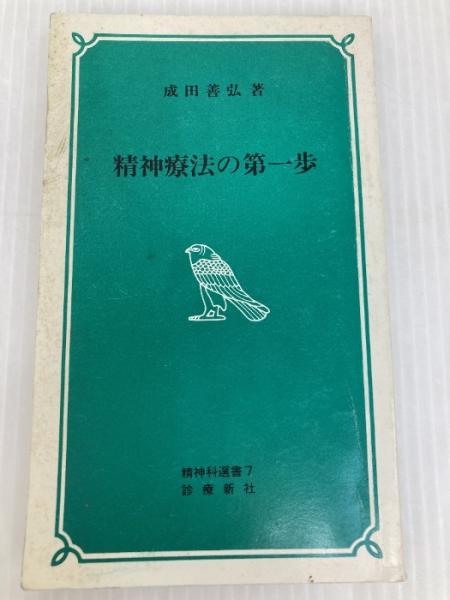 成田善弘著
精神療法の第一歩
精神科選書7
診療新社